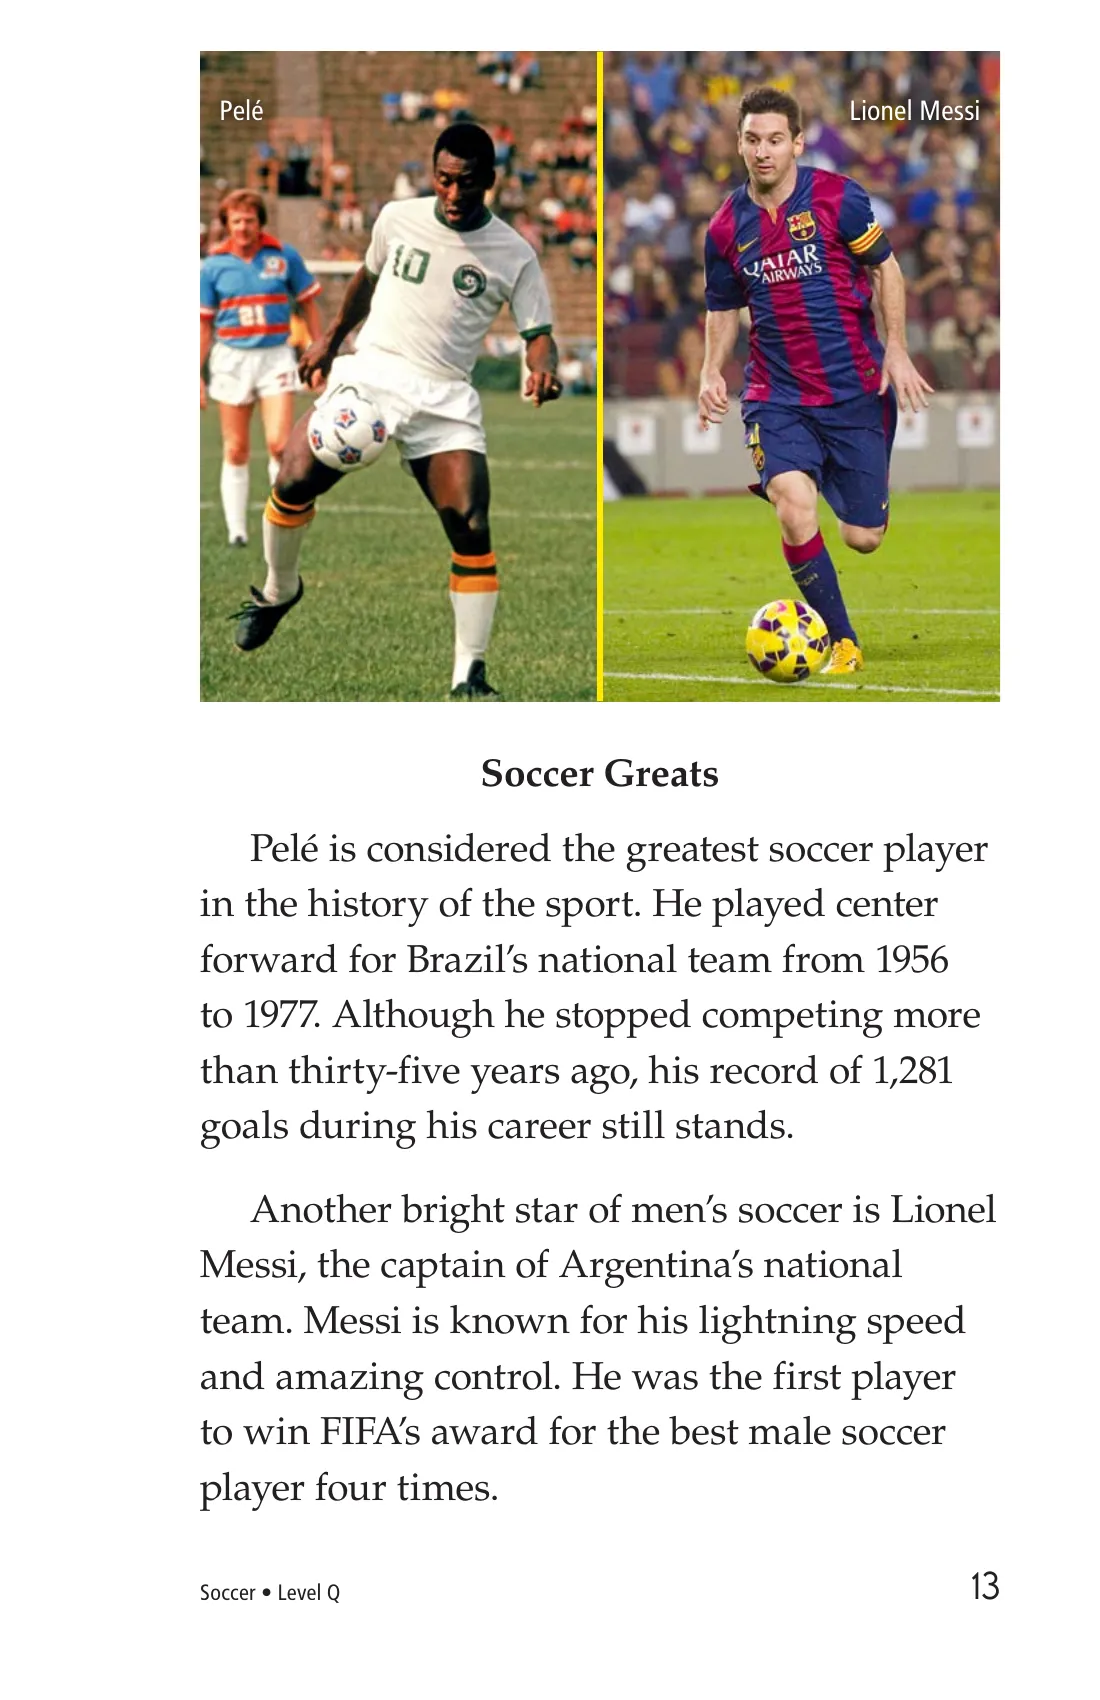 Pelé
Lionel Messi
10
21
10
QATAR
AIRWAYS
Soccer Greats
Pelé is considered the greatest soccer player
in the history of the sport. He played center
forward for Brazil’s national team from 1956
to 1977. Although he stopped competing more
than thirty-five years ago, his record of 1,281
goals during his career still stands.
Another bright star of men’s soccer is Lionel
Messi, the captain of Argentina’s national
team. Messi is known for his lightning speed
and amazing control. He was the first player
to win FIFA’s award for the best male soccer
player four times.
Soccer • Level Q
13